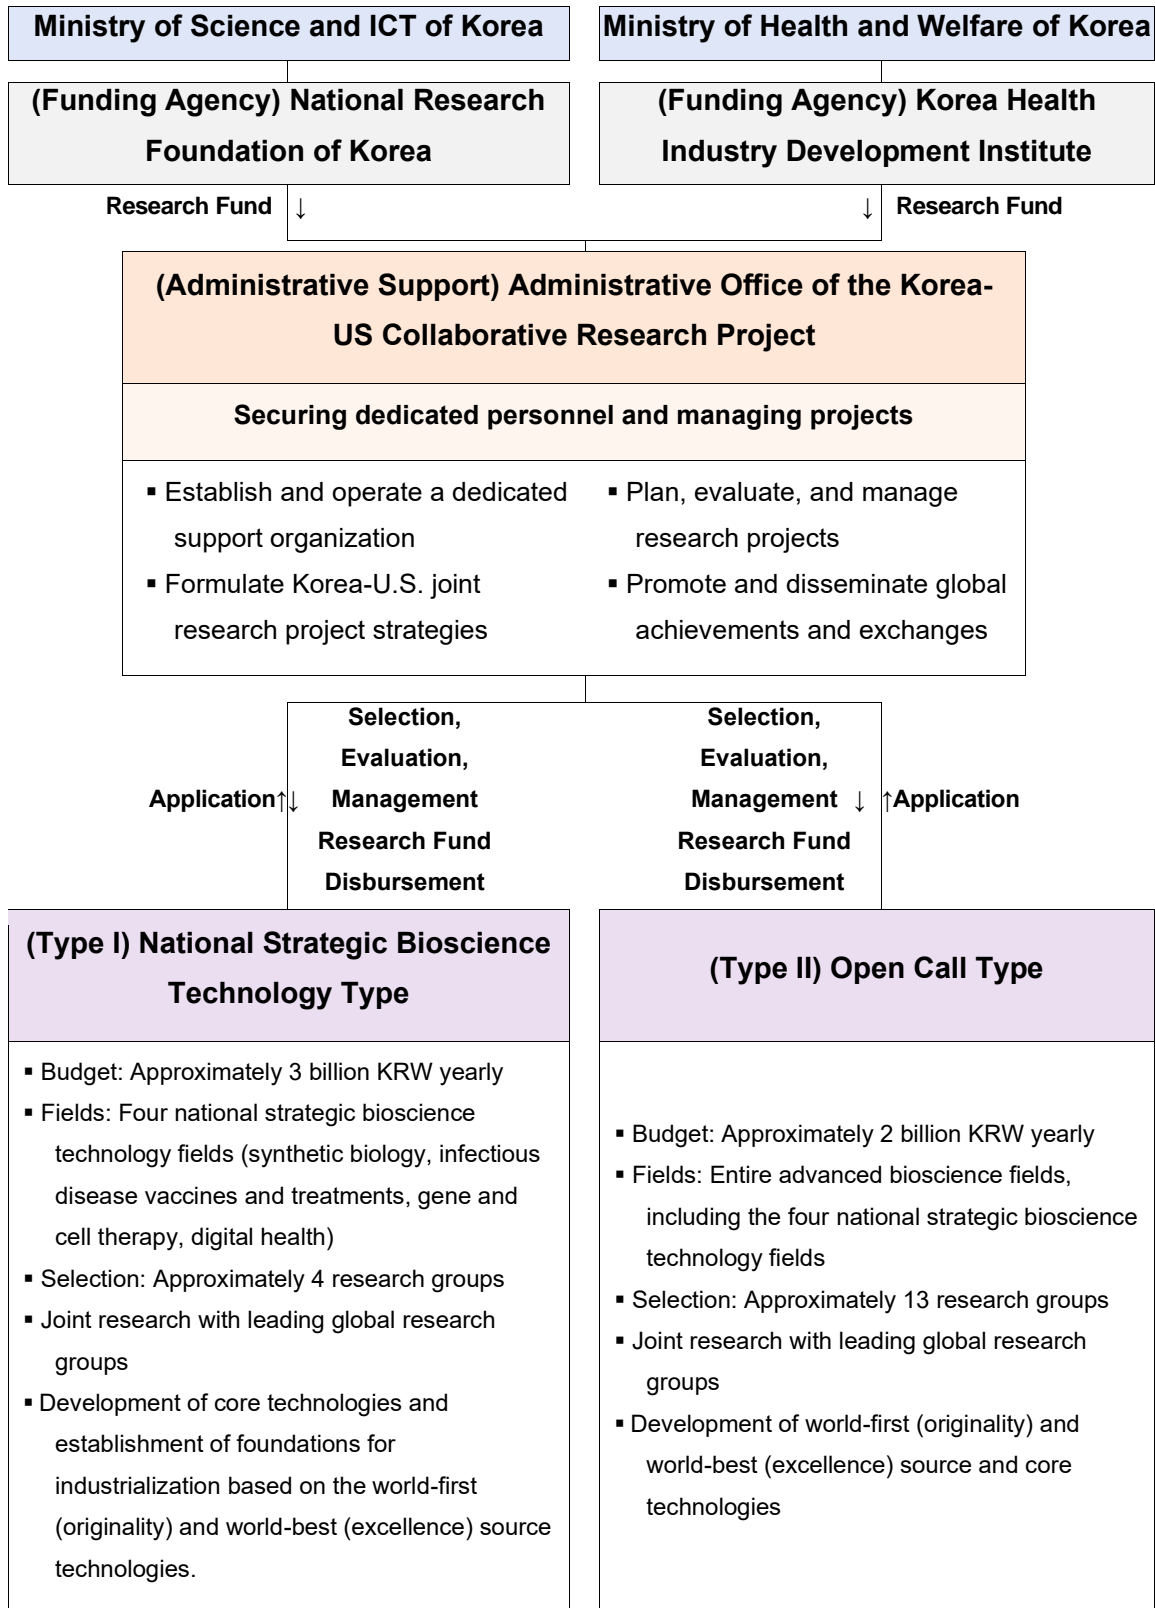 Ministry of Science and ICT of Korea
Ministry of Health and Welfare of Korea
(Funding Agency) National Research
Foundation of Korea
(Funding Agency) Korea Health
Industry Development Institute
Research Fund ↓
↓ Research Fund
(Administrative Support) Administrative Office of the Korea-
US Collaborative Research Project
Securing dedicated personnel and managing projects
▪ Establish and operate a dedicated
support organization
▪ Formulate Korea-U.S. joint
research project strategies
▪ Plan, evaluate, and manage
research projects
▪ Promote and disseminate global
achievements and exchanges
Application↑↓
Selection,
Evaluation,
Management
Research Fund
Disbursement
Selection,
Evaluation,
Management ↓
Research Fund
Disbursement
↑Application
(Type I) National Strategic Bioscience
Technology Type
▪ Budget: Approximately 3 billion KRW yearly
▪ Fields: Four national strategic bioscience
technology fields (synthetic biology, infectious
disease vaccines and treatments, gene and
cell therapy, digital health)
▪ Selection: Approximately 4 research groups
▪ Joint research with leading global research
groups
▪ Development of core technologies and
establishment of foundations for
industrialization based on the world-first
(originality) and world-best (excellence) source
technologies.
(Type II) Open Call Type
▪ Budget: Approximately 2 billion KRW yearly
▪ Fields: Entire advanced bioscience fields,
including the four national strategic bioscience
technology fields
▪ Selection: Approximately 13 research groups
▪ Joint research with leading global research
groups
▪ Development of world-first (originality) and
world-best (excellence) source and core
technologies